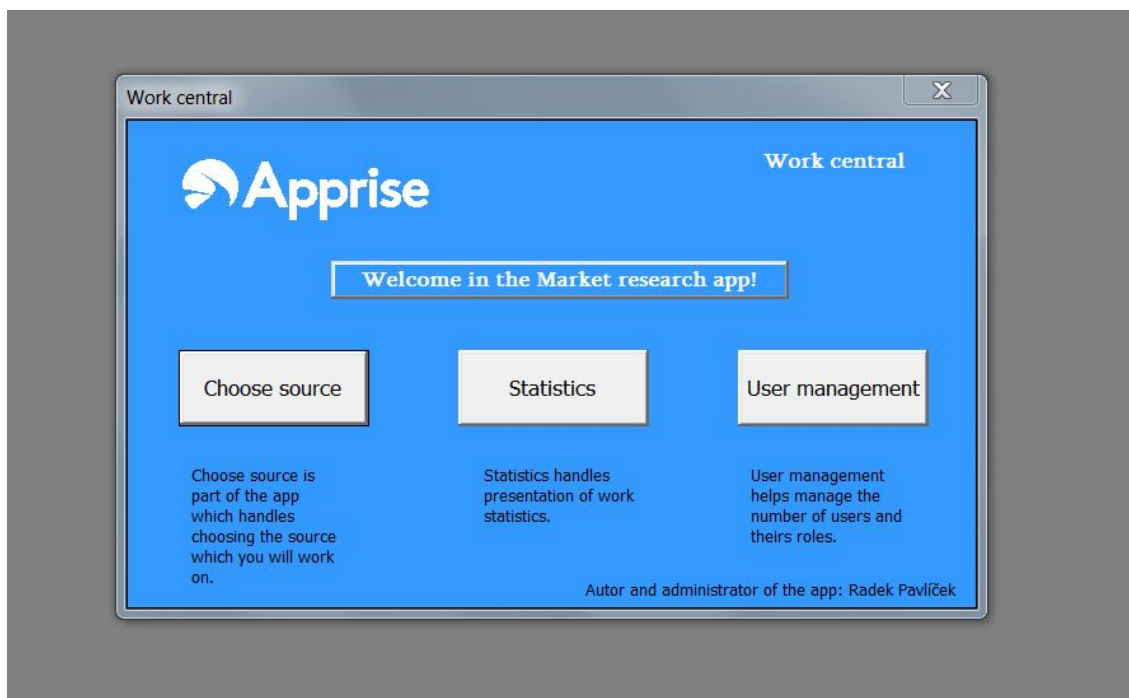 Work central
X
Apprise
Work central
Welcome in the Market research app!
Choose source
Statistics
User management
Choose source is
part of the app
which handles
choosing the source
which you will work
on.
Statistics handles
presentation of work
statistics.
User management
helps manage the
number of users and
theirs roles.
Autor and administrator of the app: Radek Pavlíček